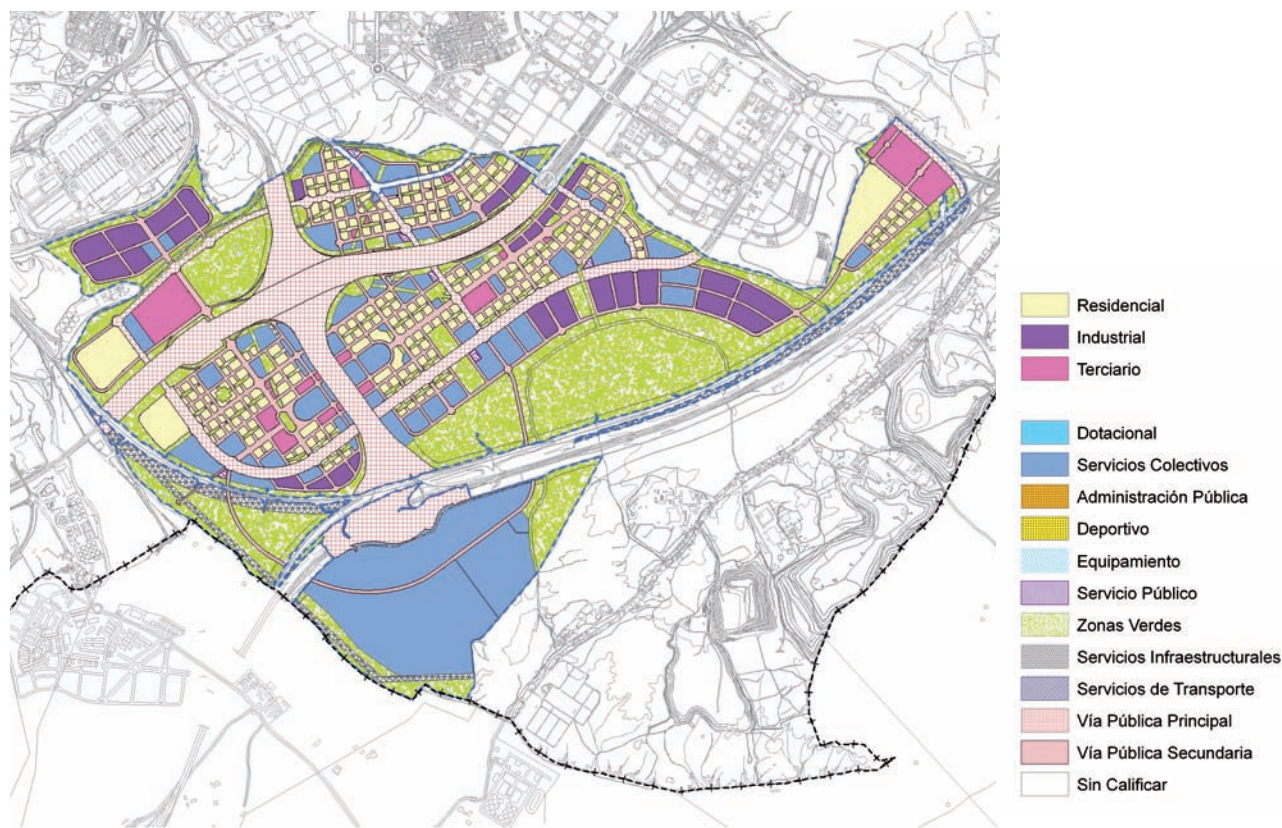 Residencial
Industrial
Terciario
Dotacional
Servicios Colectivos
Administración Pública
Deportivo
Equipamiento
Servicio Público
Zonas Verdes
Servicios Infraestructurales
Servicios de Transporte
Vía Pública Principal
Vía Pública Secundaria
Sin Calificar